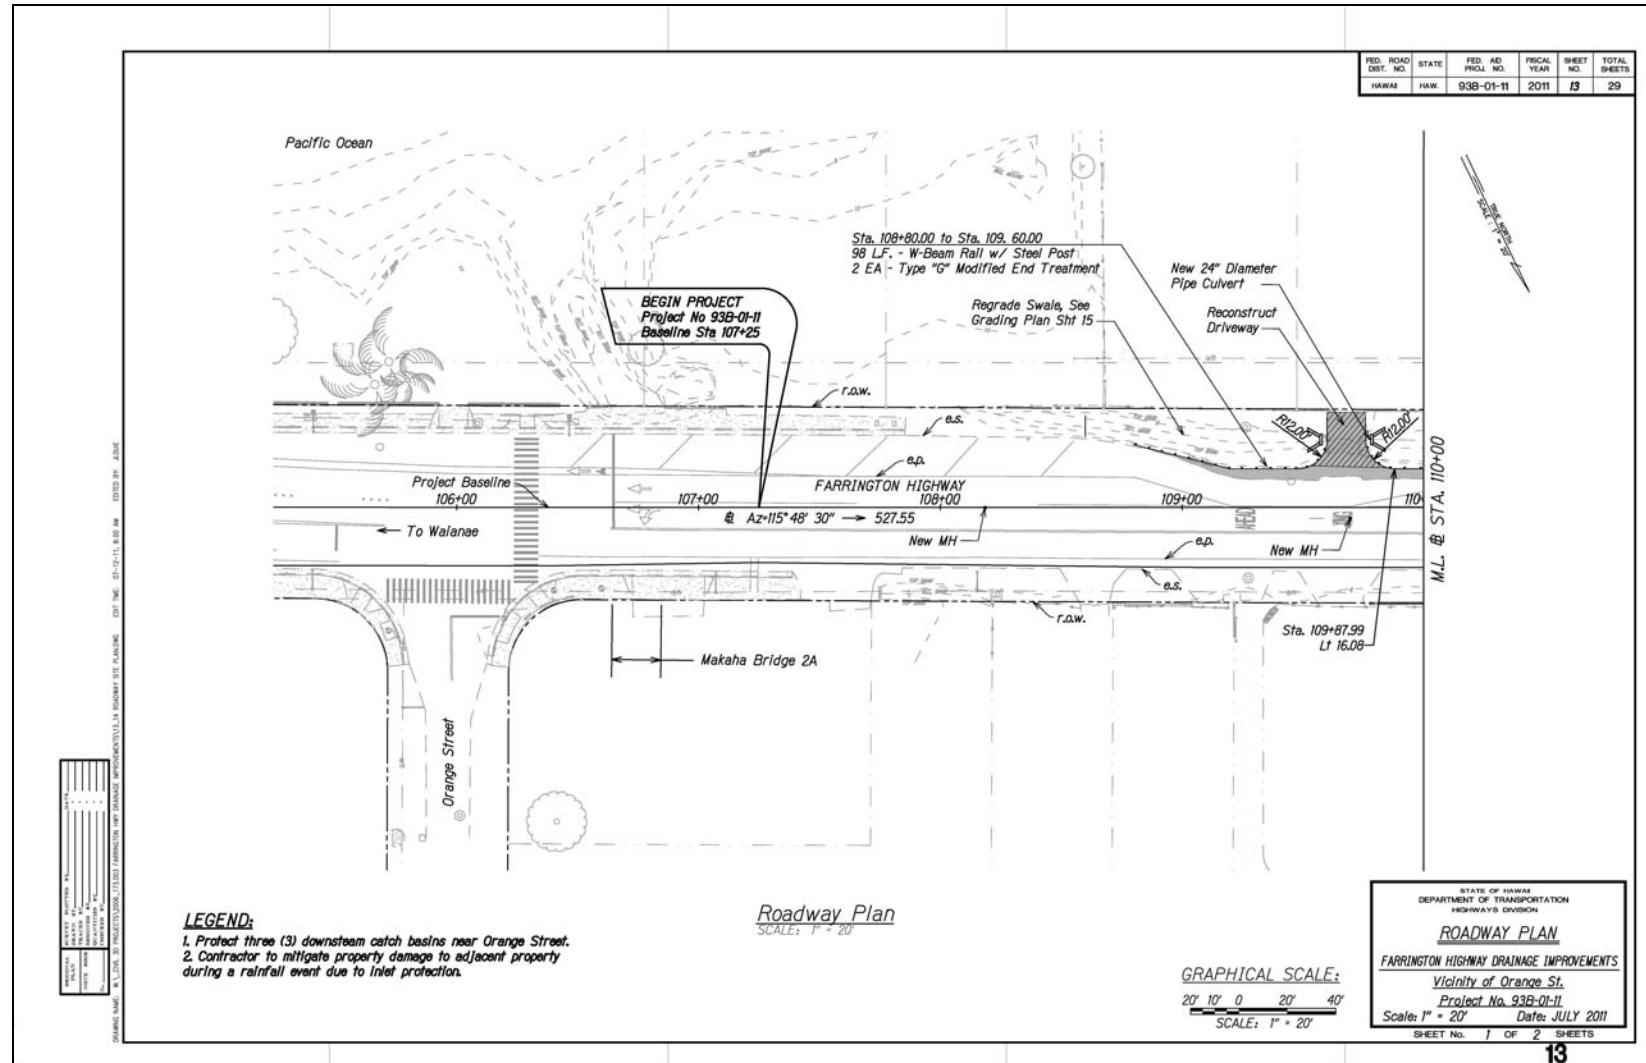 FED. ROAD DIST. NO. STATE FED. AID PROJ. NO. FISCAL YEAR SHEET NO. TOTAL SHEETS
HAWAII HAW. 93B-01-11 2011 13 29
Pacific Ocean
TRUE NORTH
SCALE: 1" = 20'
Sta. 108+80.00 to Sta. 109. 60.00
98 L.F. - W-Beam Rail w/ Steel Post
2 EA - Type "G" Modified End Treatment
New 24" Diameter
Pipe Culvert
Regrade Swale, See
Grading Plan Sht 15
Reconstruct
Driveway
BEGIN PROJECT
Project No 93B-01-11
Baseline Sta 107+25
r.o.w.
e.s.
R12.00'
R12.00'
e.p.
Project Baseline
FARRINGTON HIGHWAY
106+00
107+00
108+00
109+00
110
Az=115° 48' 30" 527.55
AHEAD
To Waianae
New MH
New MH
e.p.
e.s.
r.o.w.
M.L. STA. 110+00
Sta. 109+87.99
Lt 16.08
Makaha Bridge 2A
Orange Street
LEGEND:
1. Protect three (3) downsteam catch basins near Orange Street.
2. Contractor to mitigate property damage to adjacent property
during a rainfall event due to inlet protection.
Roadway Plan
SCALE: 1" = 20'
GRAPHICAL SCALE:
20' 10' 0 20' 40'
SCALE: 1" = 20'
STATE OF HAWAII
DEPARTMENT OF TRANSPORTATION
HIGHWAYS DIVISION
ROADWAY PLAN
FARRINGTON HIGHWAY DRAINAGE IMPROVEMENTS
Vicinity of Orange St.
Project No. 93B-01-11
Scale: 1" = 20' Date: JULY 2011
SHEET No. 1 OF 2 SHEETS
13